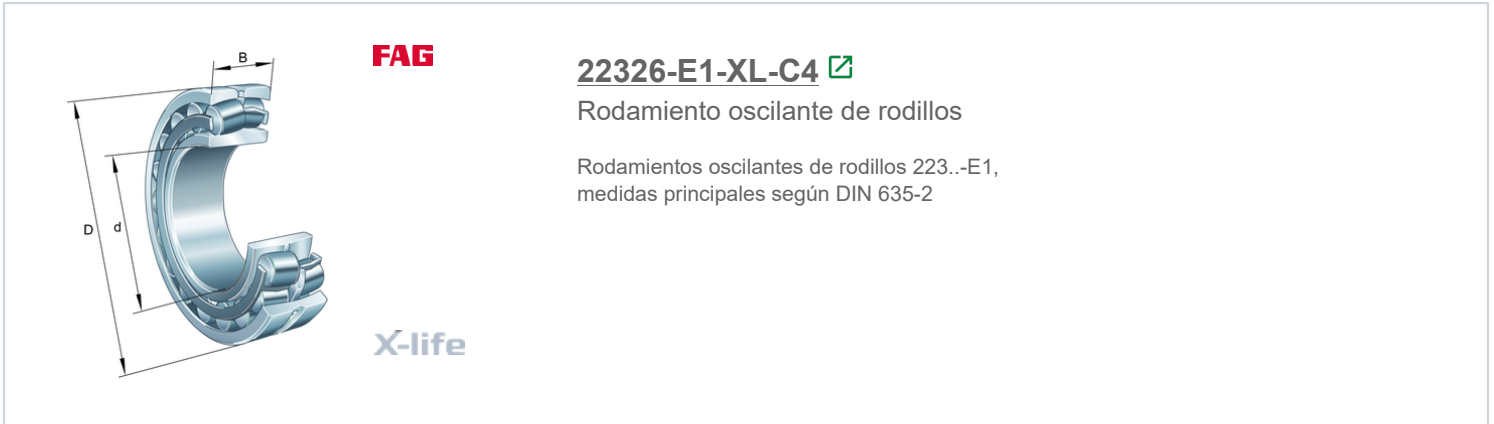 B
FAG
22326-E1-XL-C4
Rodamiento oscilante de rodillos
Rodamientos oscilantes de rodillos 223..-E1,
medidas principales según DIN 635-2
D
d
X-life